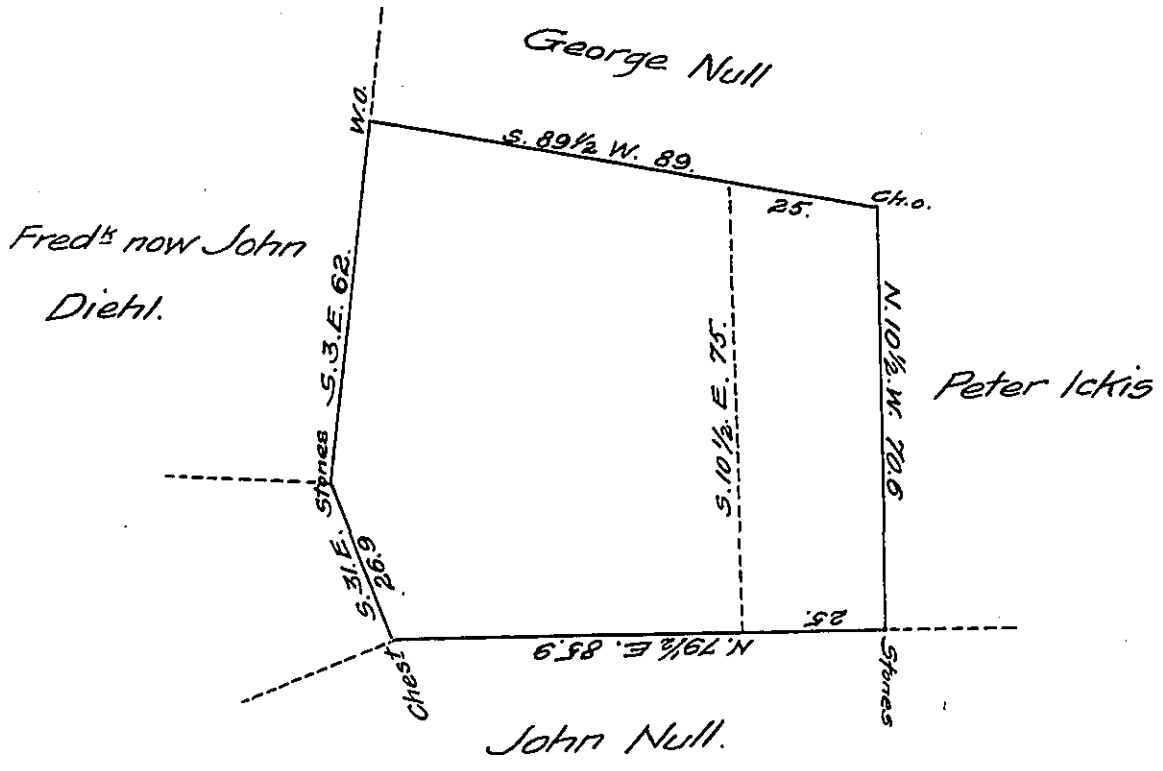 George Null
W.O.
S. 89½ W. 89.
25.
Ch.o.
Fredᵏ now John
Diehl.
S. 3. E. 62.
N. 10½. W. 70.6
S. 10½. E. 75.
Peter Ickis
Stones
S. 31. E.
26.9
25.
N. 79½ E. 85.9
Chest
Stones
John Null.